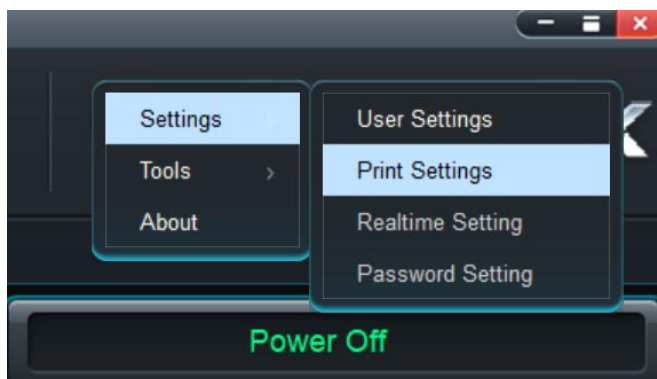 Settings
Tools
About
User Settings
Print Settings
Realtime Setting
Password Setting
Power Off